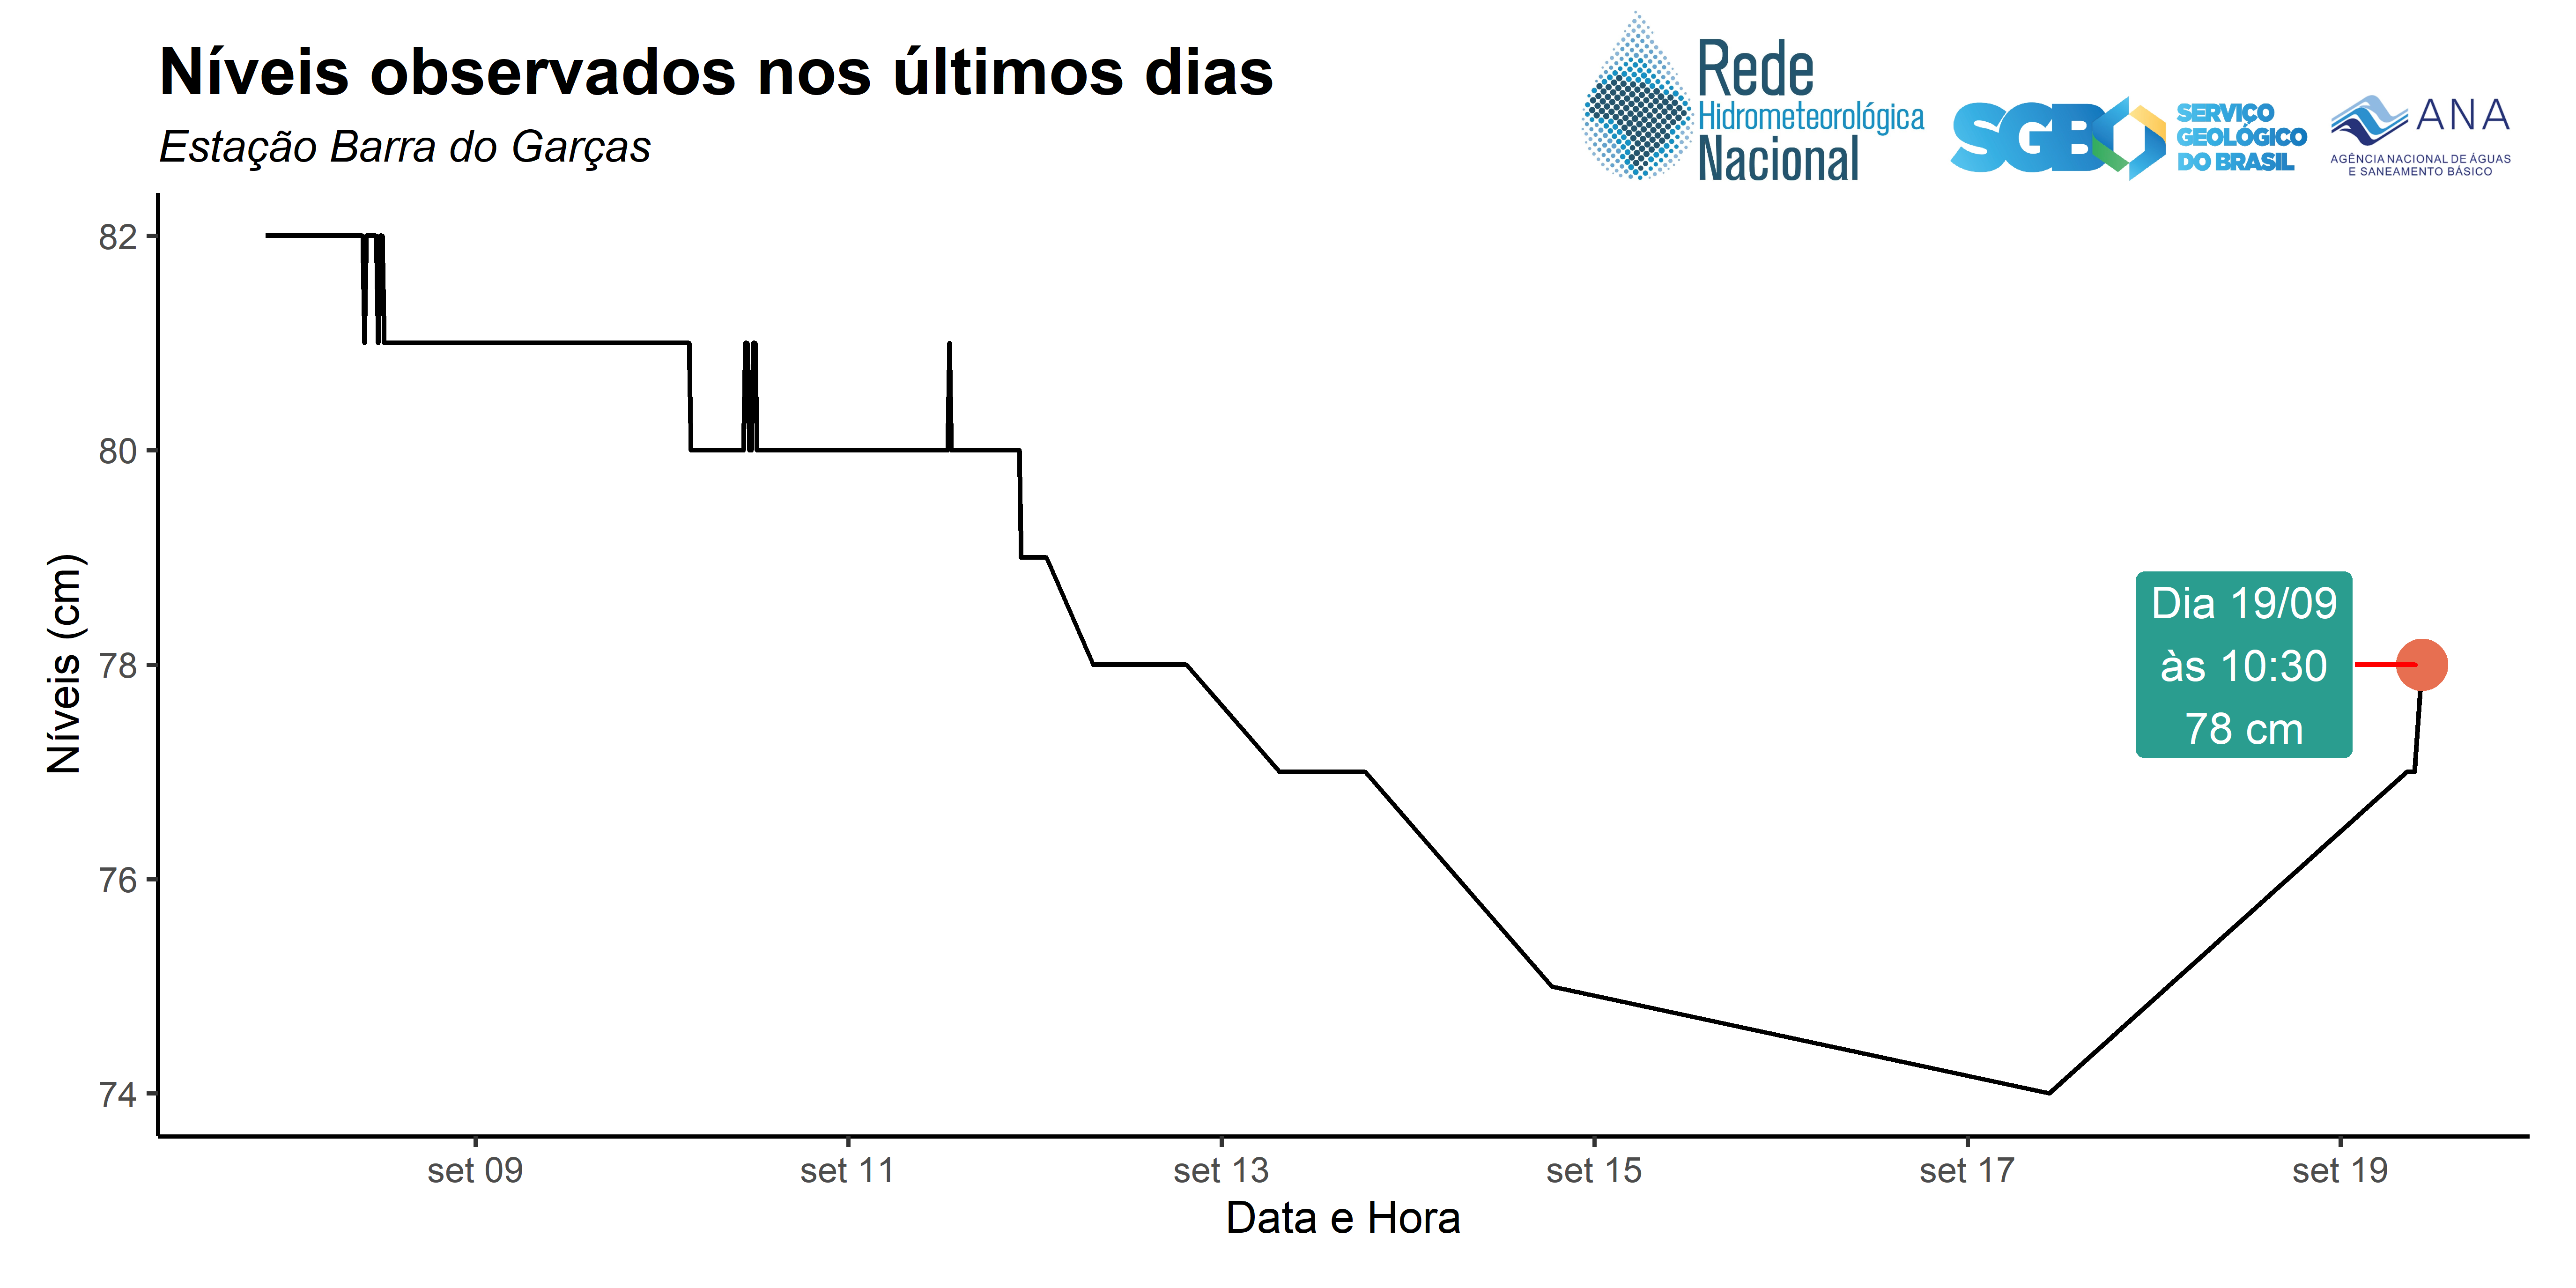 Níveis observados nos últimos dias
Estação Barra do Garças
Rede
Hidrometeorológica
Nacional
SGB
SERVIÇO
GEOLÓGICO
DO BRASIL
ANA
AGÊNCIA NACIONAL DE ÁGUAS
E SANEAMENTO BÁSICO
Níveis (cm)
82
80
78
76
74
Dia 19/09
às 10:30
78 cm
set 09
set 11
set 13
set 15
set 17
set 19
Data e Hora